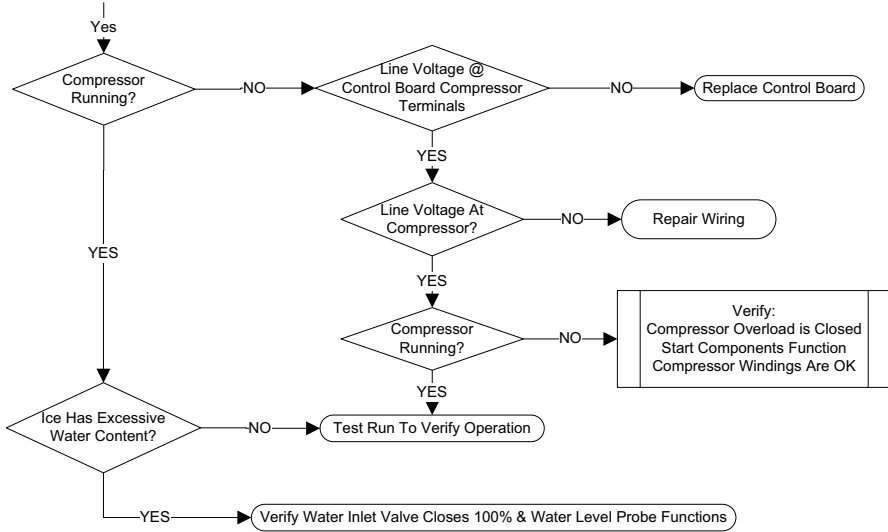 Yes
Compressor
Running?
NO
Line Voltage @
Control Board Compressor
Terminals
NO
Replace Control Board
YES
Line Voltage At
Compressor?
NO
Repair Wiring
YES
YES
Compressor
Running?
NO
Verify:
Compressor Overload is Closed
Start Components Function
Compressor Windings Are OK
YES
Ice Has Excessive
Water Content?
NO
Test Run To Verify Operation
YES
Verify Water Inlet Valve Closes 100% & Water Level Probe Functions